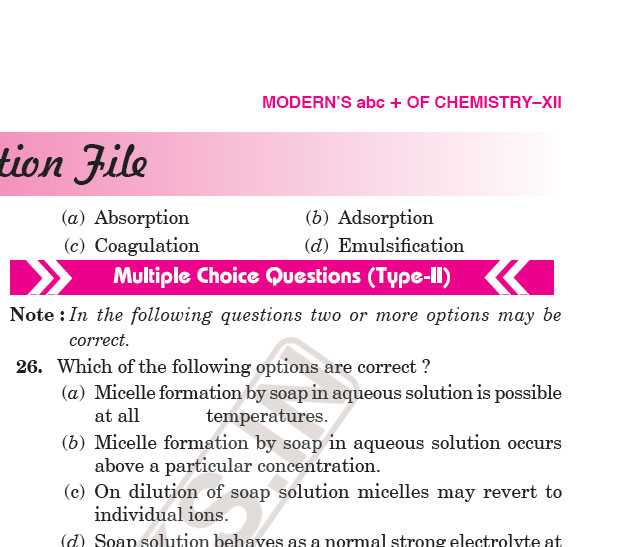 MODERN'S abc + OF CHEMISTRY–XII
tion File
(a) Absorption (b) Adsorption
(c) Coagulation (d) Emulsification
Multiple Choice Questions (Type-II)
Note : In the following questions two or more options may be
correct.
26. Which of the following options are correct ?
(a) Micelle formation by soap in aqueous solution is possible
at all temperatures.
(b) Micelle formation by soap in aqueous solution occurs
above a particular concentration.
(c) On dilution of soap solution micelles may revert to
individual ions.
(d) Soap solution behaves as a normal strong electrolyte at
S.IN